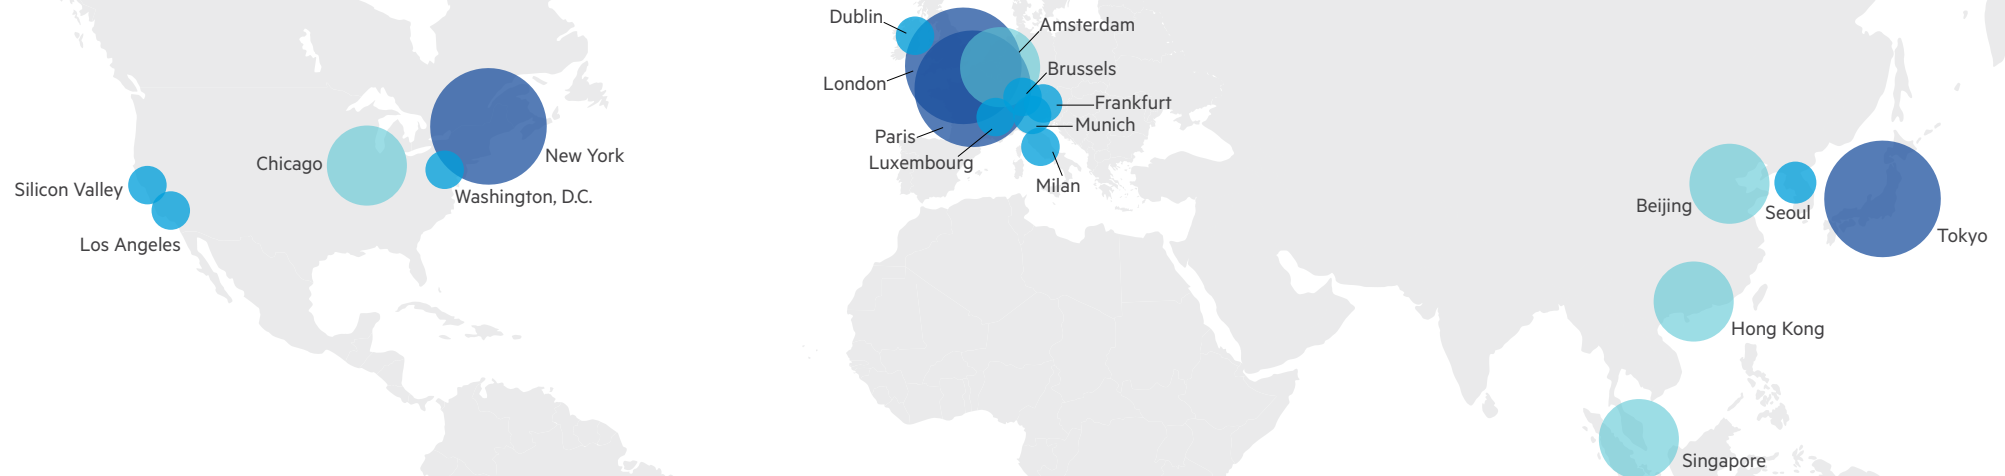 Dublin
Amsterdam
London
Brussels
Frankfurt
Munich
Paris
Luxembourg
Milan
Chicago
New York
Silicon Valley
Washington, D.C.
Los Angeles
Beijing
Seoul
Tokyo
Hong Kong
Singapore